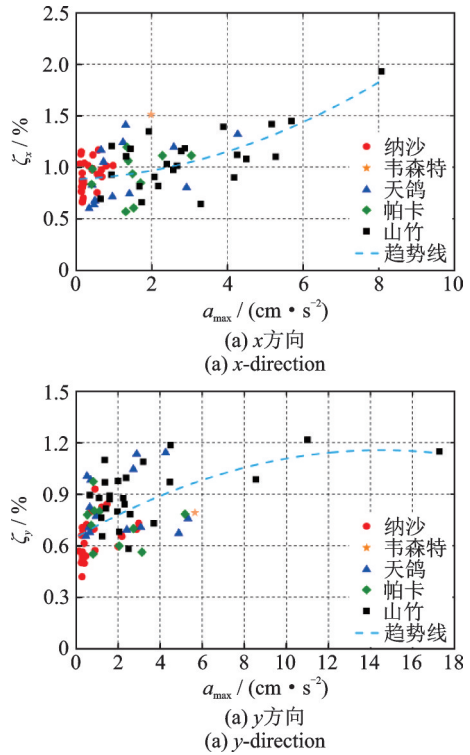 2.5
2.0
1.5
1.0
0.5
0
ζx / %
纳沙
韦森特
天鸽
帕卡
山竹
趋势线
0 2 4 6 8 10
amax / (cm • s−2)
(a) x方向
(a) x-direction
1.5
1.2
0.9
0.6
0.3
0
ζy / %
纳沙
韦森特
天鸽
帕卡
山竹
趋势线
0 2 4 6 8 10 12 14 16 18
amax / (cm • s−2)
(a) y方向
(a) y-direction